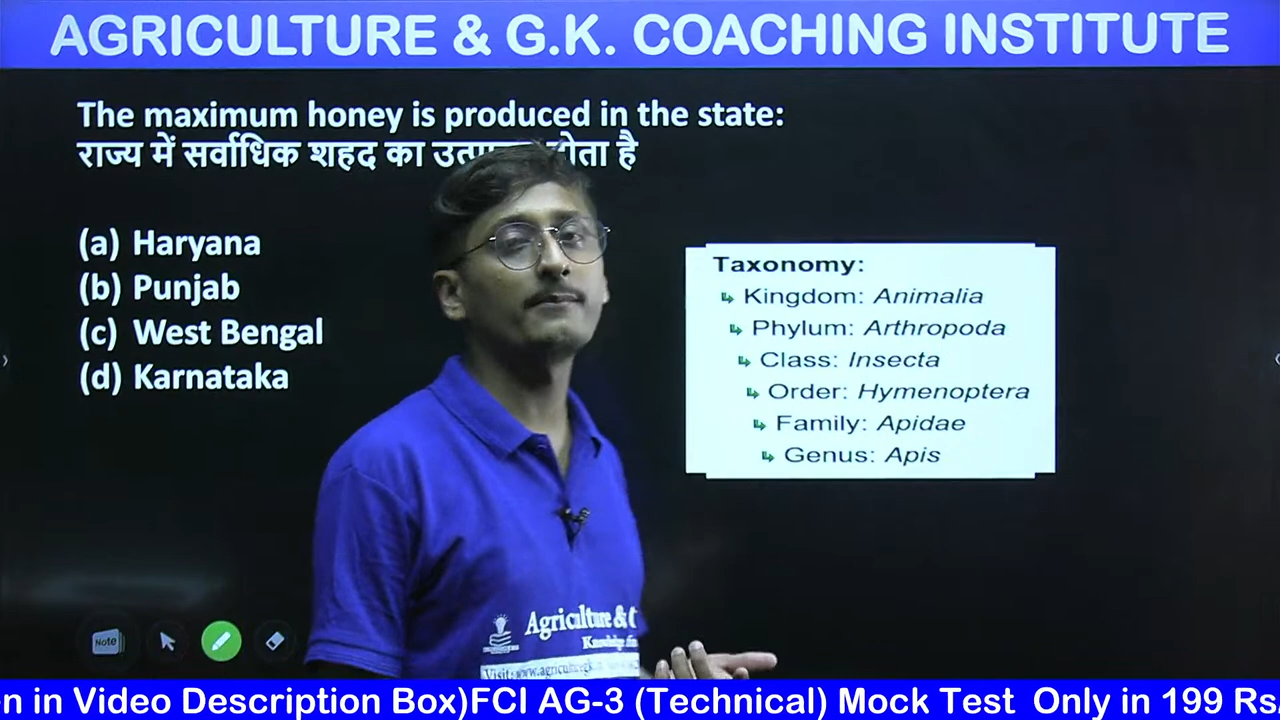 AGRICULTURE & G.K. COACHING INSTITUTE
The maximum honey is produced in the state:
राज्य में सर्वाधिक शहद का होता है
(a) Haryana
(b) Punjab
(c) West Bengal
(d) Karnataka
Taxonomy:
Kingdom: Animalia
Phylum: Arthropoda
Class: Insecta
Order: Hymenoptera
Family: Apidae
Genus: Apis
Note
Agriculture &
Visit:
n in Video Description Box)FCI AG-3 (Technical) Mock Test Only in 199 Rs